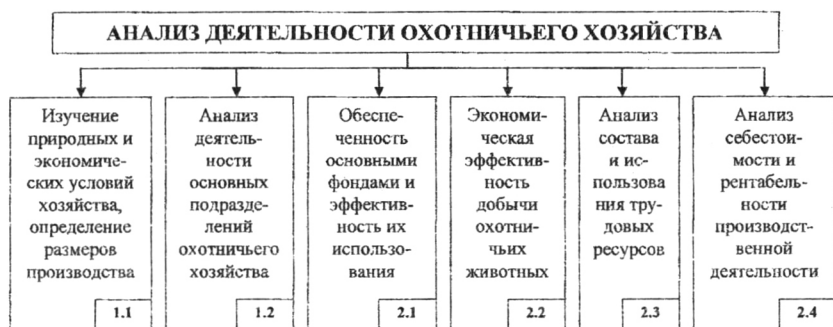 АНАЛИЗ ДЕЯТЕЛЬНОСТИ ОХОТНИЧЬЕГО ХОЗЯЙСТВА
Изучение
природных и
экономиче-
ских условий
хозяйства,
определение
размеров
производства
1.1
Анализ
деятель-
ности
основных
подразде-
лений
охотничьего
хозяйства
1.2
Обеспе-
ченность
основными
фондами и
эффектив-
ность их
использо-
вания
2.1
Экономи-
ческая
эффектив-
ность
добычи
охотни-
чьих
животных
2.2
Анализ
состава
и ис-
пользова
ния тру-
довых
ресурсов
2.3
Анализ
себестои-
мости и
рентабель-
ности
производст-
венной
деятельности
2.4